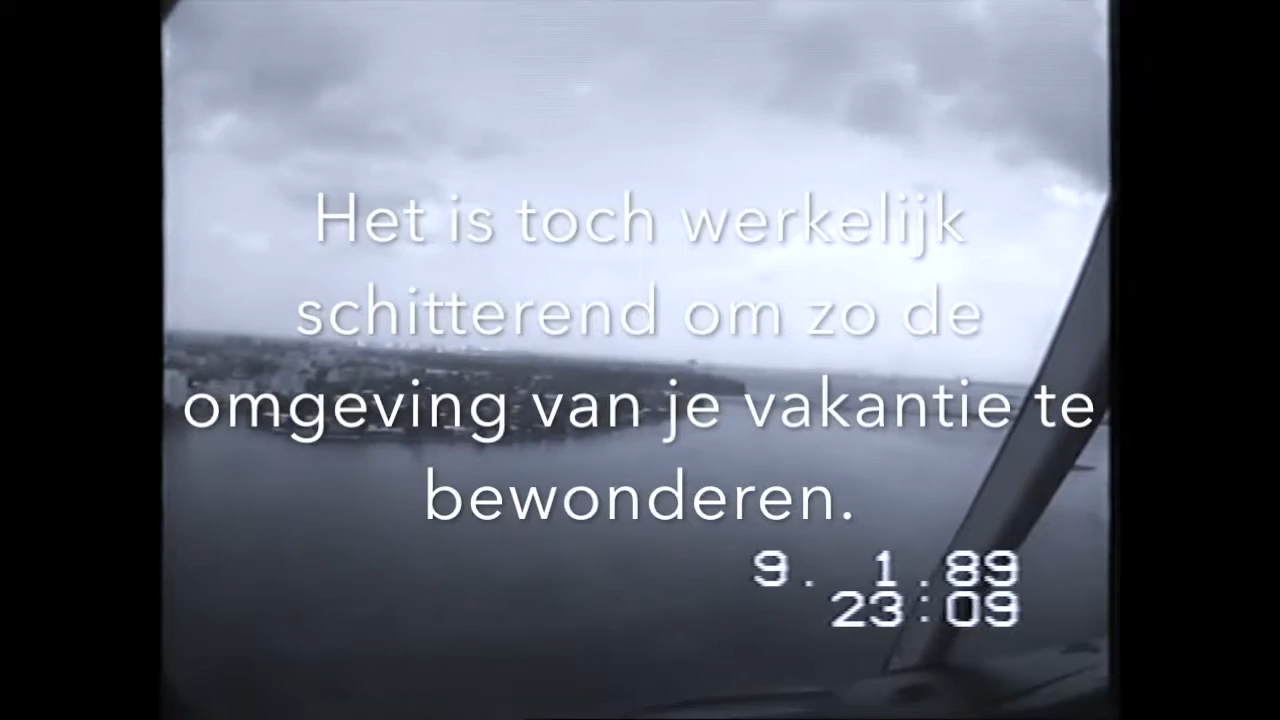 Het is toch werkelijk
schitterend om zo de
omgeving van je vakantie te
bewonderen.
9. 1.89
23:09